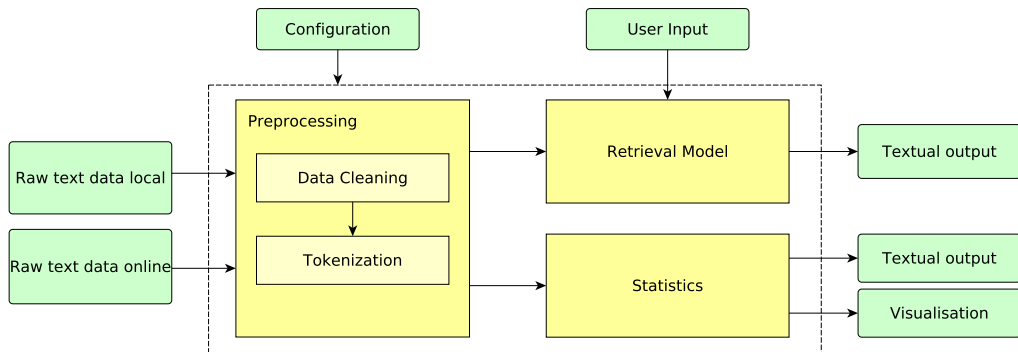 Configuration
User Input
Preprocessing
Raw text data local
Data Cleaning
Retrieval Model
Textual output
Raw text data online
Tokenization
Statistics
Textual output
Visualisation